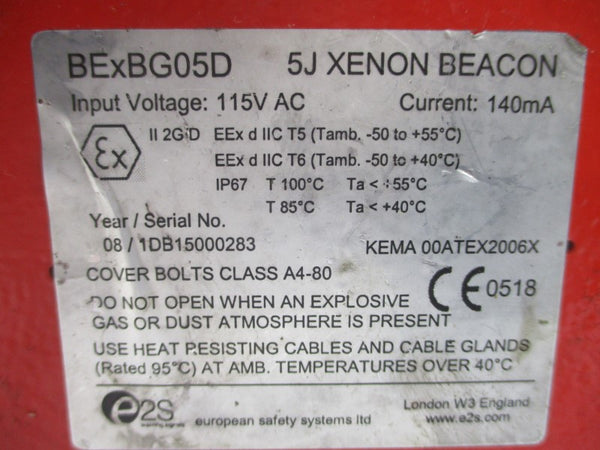 BExBG05D 5J XENON BEACON
Input Voltage: 115V AC Current: 140mA
Ex II 2GD EEx d IIC T5 (Tamb. -50 to +55°C)
EEx d IIC T6 (Tamb. -50 to +40°C)
IP67 T 100°C Ta < +55°C
T 85°C Ta < +40°C
Year / Serial No.
08 / 1DB15000283 KEMA 00ATEX2006X
COVER BOLTS CLASS A4-80
CE 0518
DO NOT OPEN WHEN AN EXPLOSIVE
GAS OR DUST ATMOSPHERE IS PRESENT
USE HEAT RESISTING CABLES AND CABLE GLANDS
(Rated 95°C) AT AMB. TEMPERATURES OVER 40°C
e2S european safety systems ltd
warning signals
London W3 England
www.e2s.com